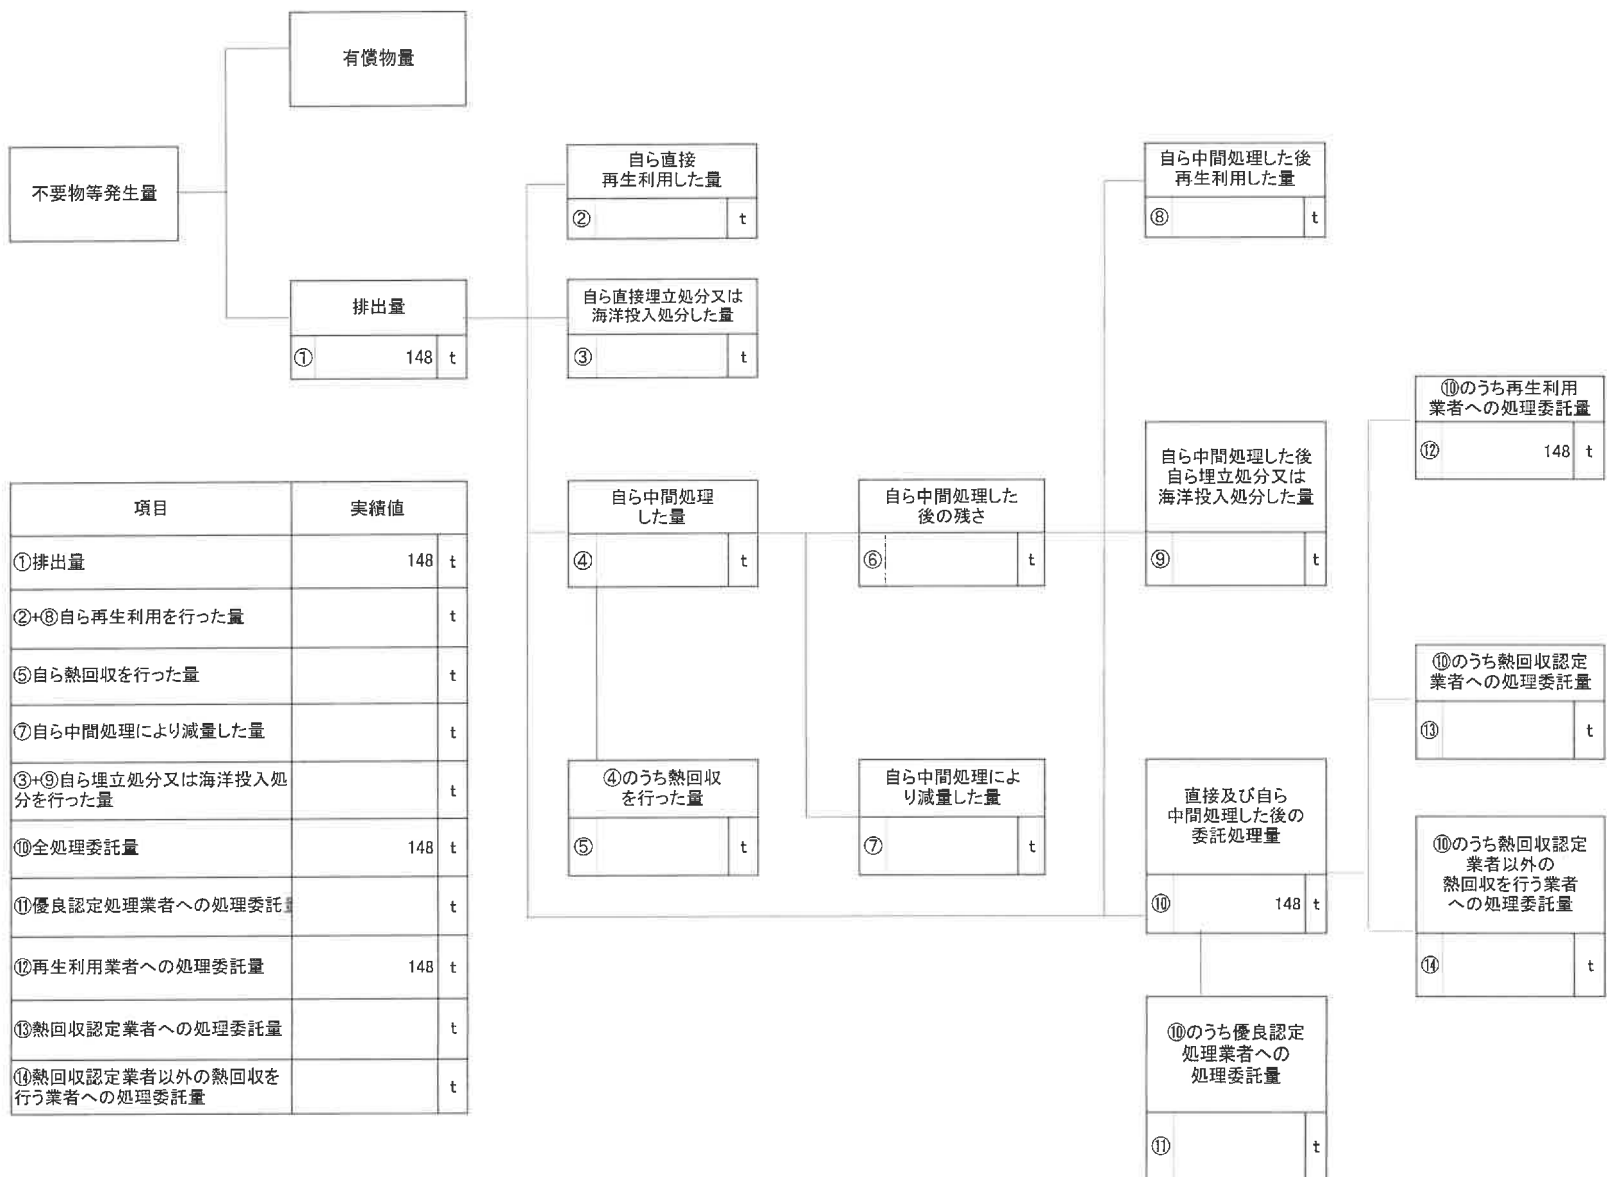 有償物量
不要物等発生量
排出量
① 148 t
自ら直接
再生利用した量
② t
自ら直接埋立処分又は
海洋投入処分した量
③ t
自ら中間処理
した量
④ t
④のうち熱回収
を行った量
⑤ t
自ら中間処理した
後の残さ
⑥ t
自ら中間処理によ
り減量した量
⑦ t
自ら中間処理した後
再生利用した量
⑧ t
自ら中間処理した後
自ら埋立処分又は
海洋投入処分した量
⑨ t
直接及び自ら
中間処理した後の
委託処理量
⑩ 148 t
⑩のうち優良認定
処理業者への
処理委託量
⑪ t
⑩のうち再生利用
業者への処理委託量
⑫ 148 t
⑩のうち熱回収認定
業者への処理委託量
⑬ t
⑩のうち熱回収認定
業者以外の
熱回収を行う業者
への処理委託量
⑭ t
項目 実績値
①排出量 148 t
②+⑧自ら再生利用を行った量 t
⑤自ら熱回収を行った量 t
⑦自ら中間処理により減量した量 t
③+⑨自ら埋立処分又は海洋投入処
分を行った量 t
⑩全処理委託量 148 t
⑪優良認定処理業者への処理委託 t
⑫再生利用業者への処理委託量 148 t
⑬熱回収認定業者への処理委託量 t
⑭熱回収認定業者以外の熱回収を
行う業者への処理委託量 t